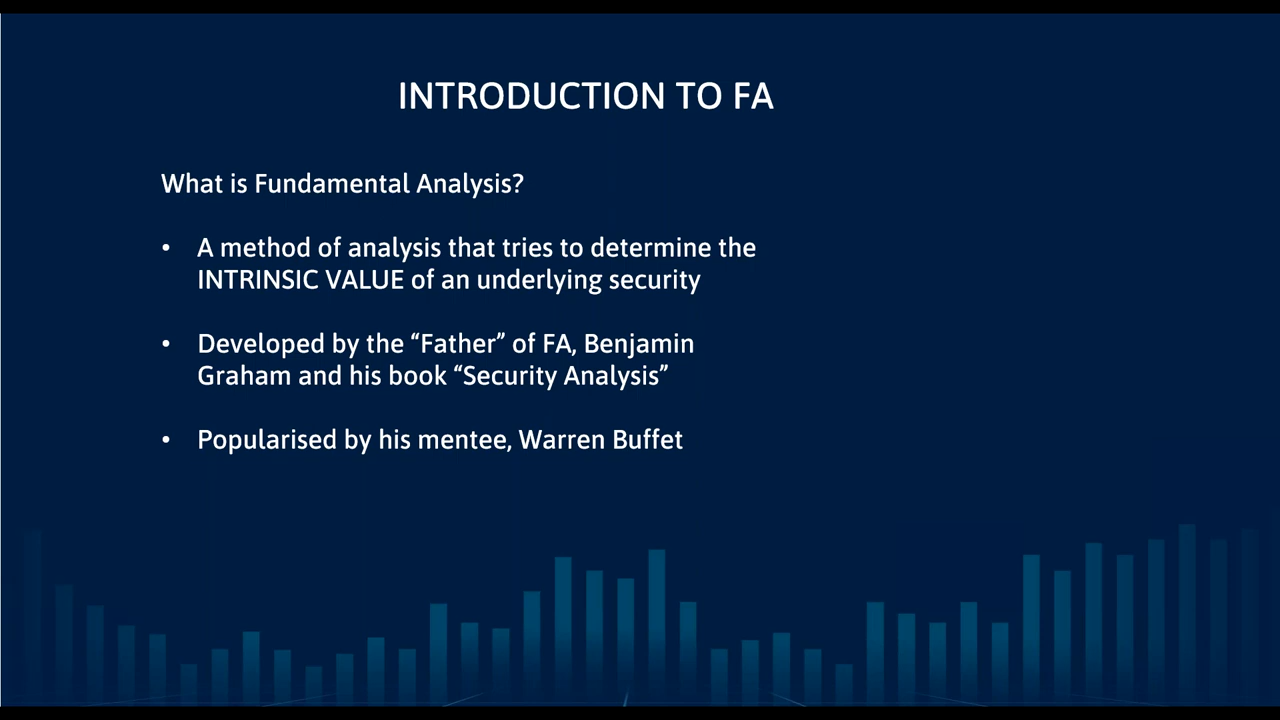 INTRODUCTION TO FA
What is Fundamental Analysis?
• A method of analysis that tries to determine the
INTRINSIC VALUE of an underlying security
• Developed by the “Father” of FA, Benjamin
Graham and his book “Security Analysis”
• Popularised by his mentee, Warren Buffet